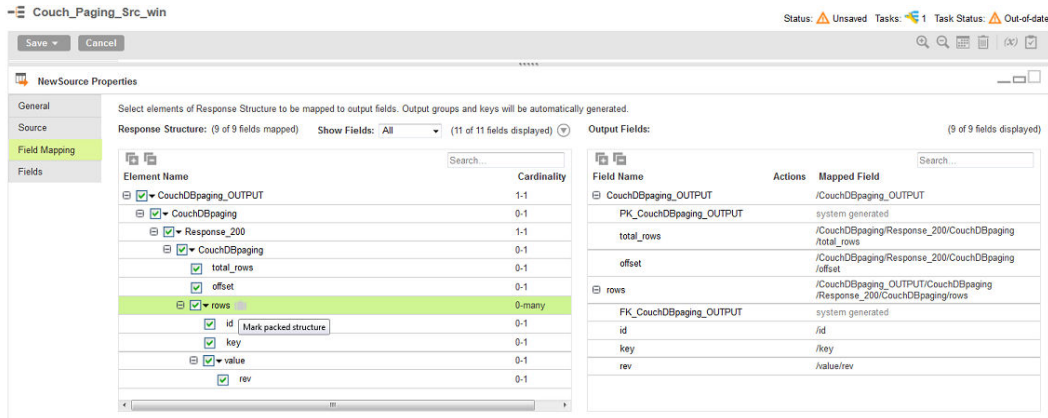 Couch_Paging_Src_win
Status: Unsaved Tasks: 1 Task Status: Out-of-date
Save Cancel
(x)
NewSource Properties
General
Source
Field Mapping
Fields
Select elements of Response Structure to be mapped to output fields. Output groups and keys will be automatically generated.
Response Structure: (9 of 9 fields mapped) Show Fields: All (11 of 11 fields displayed)
Search...
Element Name Cardinality
CouchDBpaging_OUTPUT 1-1
CouchDBpaging 0-1
Response_200 1-1
CouchDBpaging 0-1
total_rows 0-1
offset 0-1
rows 0-many
id 0-1
Mark packed structure
key 0-1
value 0-1
rev 0-1
Output Fields: (9 of 9 fields displayed)
Search...
Field Name Actions Mapped Field
CouchDBpaging_OUTPUT /CouchDBpaging_OUTPUT
PK_CouchDBpaging_OUTPUT system generated
total_rows /CouchDBpaging/Response_200/CouchDBpaging
/total_rows
offset /CouchDBpaging/Response_200/CouchDBpaging
/offset
rows /CouchDBpaging_OUTPUT/CouchDBpaging
/Response_200/CouchDBpaging/rows
FK_CouchDBpaging_OUTPUT system generated
id /id
key /key
rev /value/rev